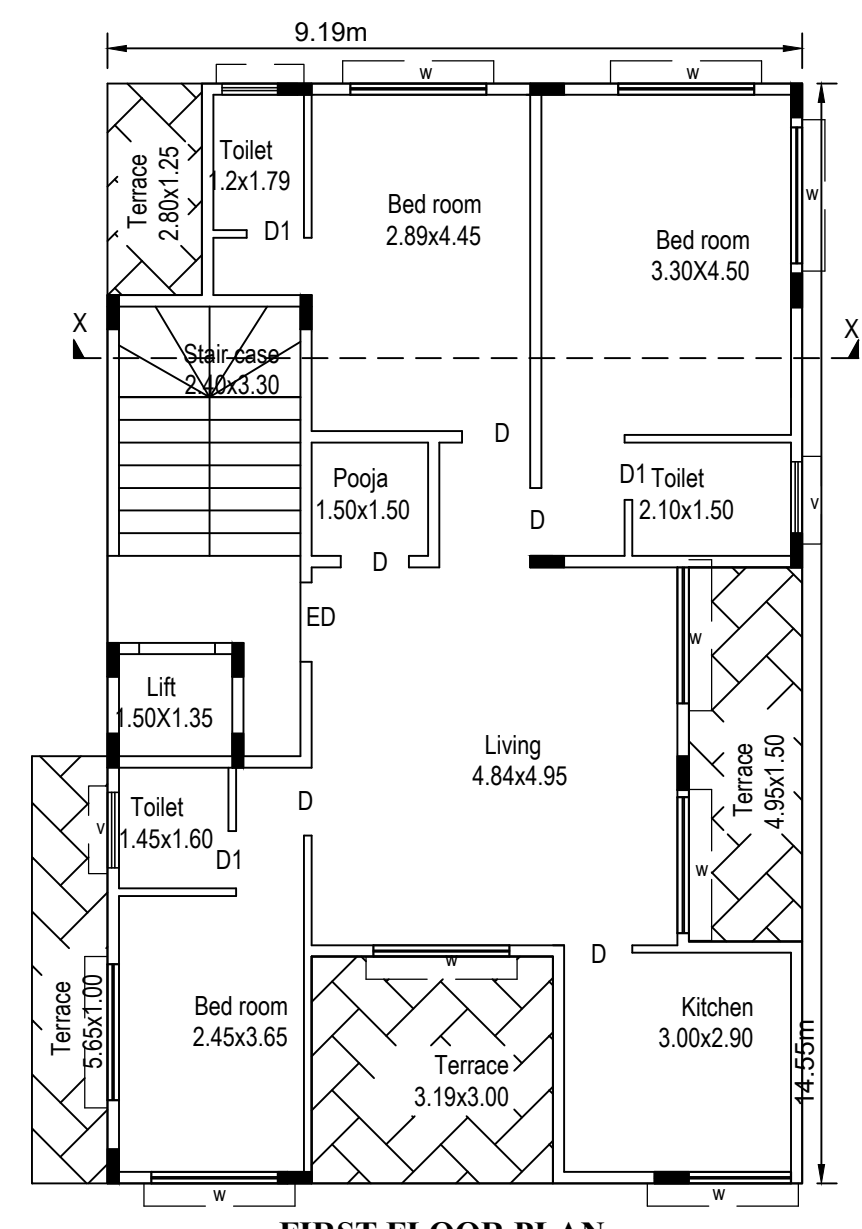 9.19m
W
W
Toilet
1.2x1.79
Terrace
2.80x1.25
D1
Bed room
2.89x4.45
Bed room
3.30X4.50
W
X
X
Stair case
2.40x3.30
D
Pooja
1.50x1.50
D
D1
Toilet
2.10x1.50
V
D
ED
W
Lift
1.50X1.35
Living
4.84x4.95
Terrace
4.95x1.50
D
Toilet
1.45x1.60
V
D1
W
D
W
Terrace
5.65x1.00
Bed room
2.45x3.65
Terrace
3.19x3.00
Kitchen
3.00x2.90
14.55m
W
W
FIRST FLOOR PLAN